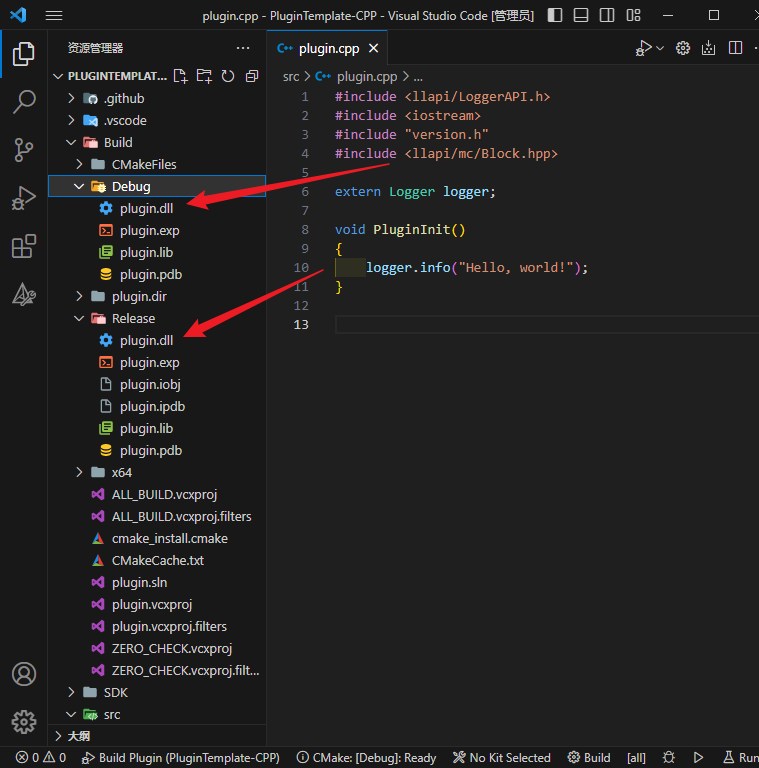 plugin.cpp - PluginTemplate-CPP - Visual Studio Code [管理员]
资源管理器
PLUGINTEMPLAT...
.github
.vscode
Build
CMakeFiles
Debug
plugin.dll
plugin.exp
plugin.lib
plugin.pdb
plugin.dir
Release
plugin.dll
plugin.exp
plugin.iobj
plugin.ipdb
plugin.lib
plugin.pdb
x64
ALL_BUILD.vcxproj
ALL_BUILD.vcxproj.filters
cmake_install.cmake
CMakeCache.txt
plugin.sln
plugin.vcxproj
plugin.vcxproj.filters
ZERO_CHECK.vcxproj
ZERO_CHECK.vcxproj.filt...
SDK
src
大纲
plugin.cpp
src > plugin.cpp > ...
1 #include <llapi/LoggerAPI.h>
2 #include <iostream>
3 #include "version.h"
4 #include <llapi/mc/Block.hpp>
5
6 extern Logger logger;
7
8 void PluginInit()
9 {
10 logger.info("Hello, world!");
11 }
12
13
0 0 Build Plugin (PluginTemplate-CPP) CMake: [Debug]: Ready No Kit Selected Build [all] Run